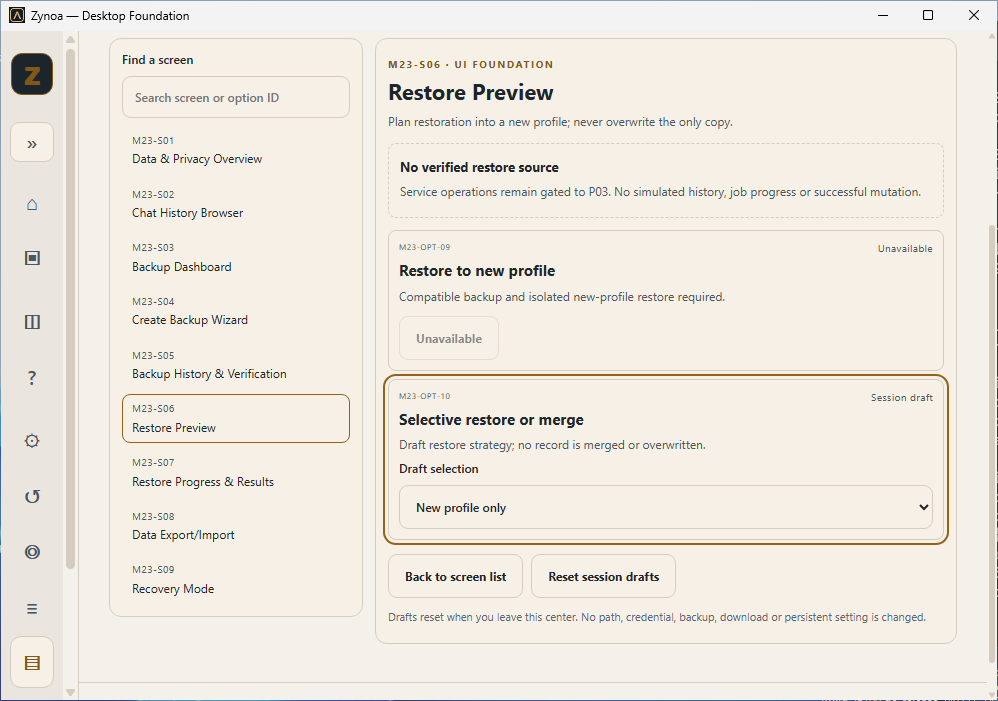 Zynoa — Desktop Foundation
Z
»
?
Find a screen
Search screen or option ID
M23-S01
Data & Privacy Overview
M23-S02
Chat History Browser
M23-S03
Backup Dashboard
M23-S04
Create Backup Wizard
M23-S05
Backup History & Verification
M23-S06
Restore Preview
M23-S07
Restore Progress & Results
M23-S08
Data Export/Import
M23-S09
Recovery Mode
M23-S06 • UI FOUNDATION
Restore Preview
Plan restoration into a new profile; never overwrite the only copy.
No verified restore source
Service operations remain gated to P03. No simulated history, job progress or successful mutation.
M23-OPT-09
Unavailable
Restore to new profile
Compatible backup and isolated new-profile restore required.
Unavailable
M23-OPT-10
Session draft
Selective restore or merge
Draft restore strategy; no record is merged or overwritten.
Draft selection
New profile only
Back to screen list
Reset session drafts
Drafts reset when you leave this center. No path, credential, backup, download or persistent setting is changed.